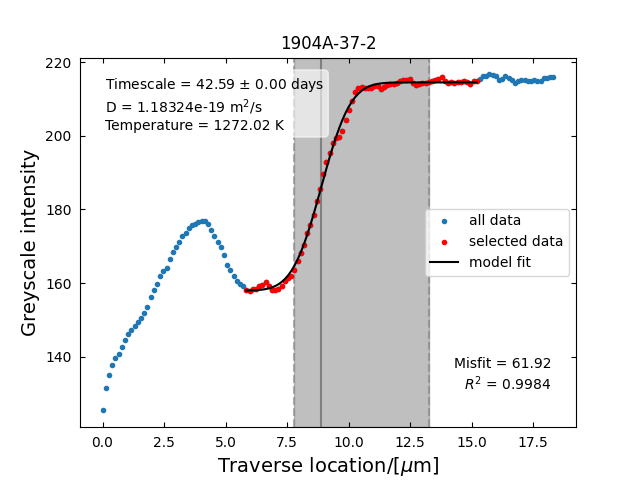 1904A-37-2
Timescale = 42.59 ± 0.00 days
D = 1.18324e-19 m²/s
Temperature = 1272.02 K
220
200
180
160
140
Greyscale intensity
all data
selected data
model fit
Misfit = 61.92
R² = 0.9984
0.0 2.5 5.0 7.5 10.0 12.5 15.0 17.5
Traverse location/[μm]